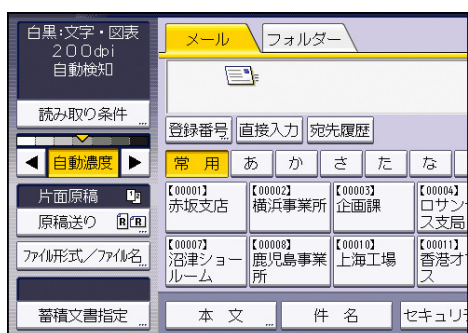 白黒:文字・図表
200dpi
自動検知
読み取り条件
自動濃度
片面原稿
原稿送り
ファイル形式／ファイル名
蓄積文書指定
メール
フォルダー
登録番号
直接入力
宛先履歴
常用
あ
か
さ
た
な
【00001】
赤坂支店
【00002】
横浜事業所
【00003】
企画課
【00004】
ロサン
ス支局
【00007】
沼津ショー
ルーム
【00008】
鹿児島事業
所
【00010】
上海工場
【00011】
香港オ
ス
本文
件名
セキュリ